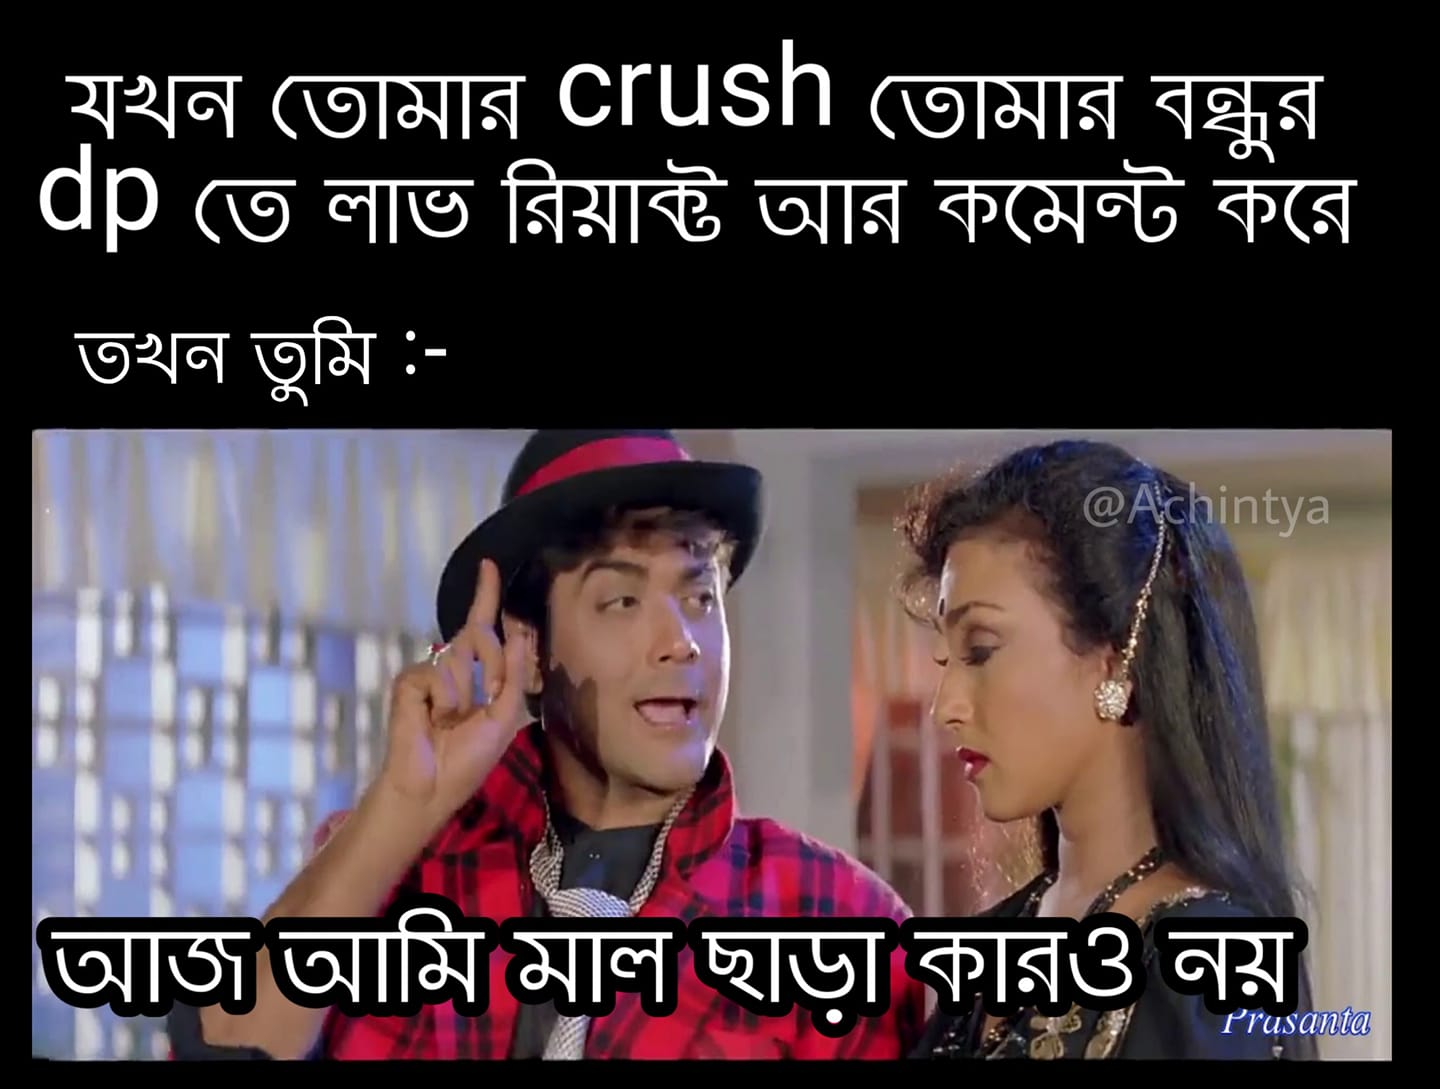 যখন তোমার crush তোমার বন্ধুর
dp তে লাভ রিয়াক্ট আর কমেন্ট করে
তখন তুমি :-
@Achintya
আজ আমি মাল ছাড়া কারও নয়
Prasanta